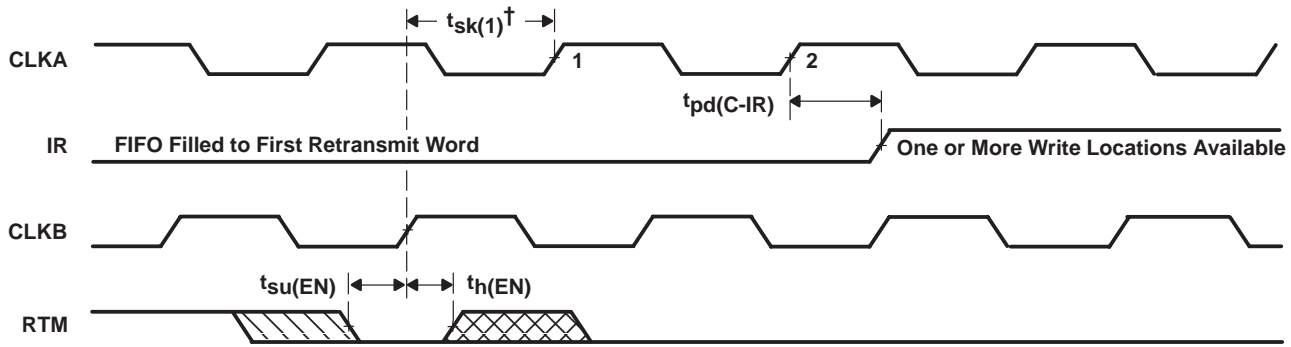 tsk(1)†
CLKA
1
2
tpd(C-IR)
IR
FIFO Filled to First Retransmit Word
One or More Write Locations Available
CLKB
tsu(EN)
th(EN)
RTM